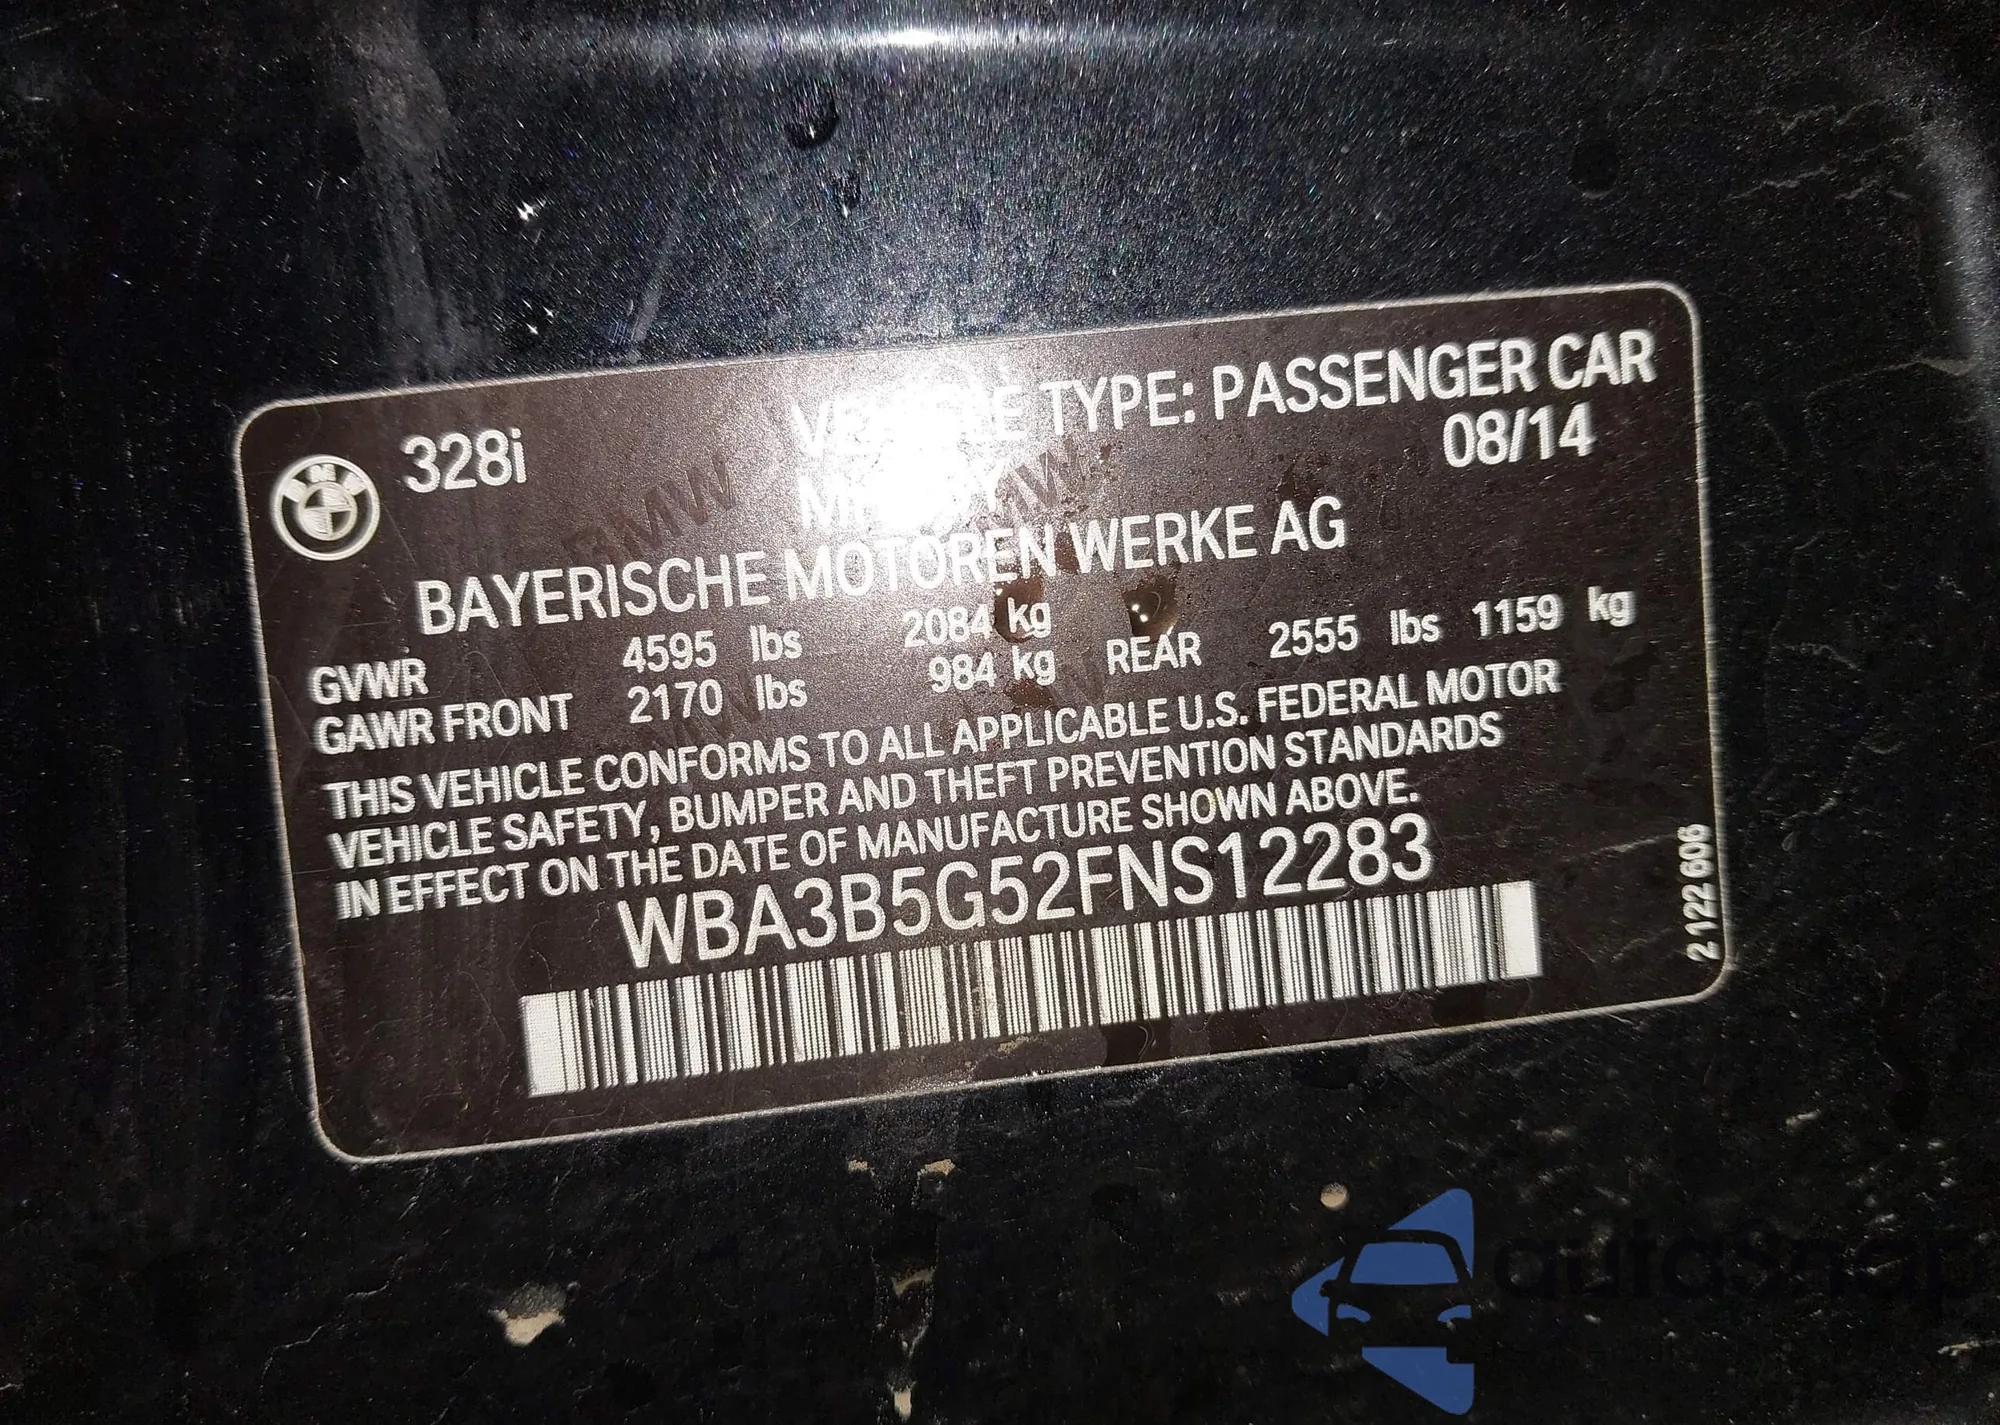 BMW
328i
VEHICLE TYPE: PASSENGER CAR
08/14
BAYERISCHE MOTOREN WERKE AG
GVWR 4595 lbs 2084 kg
GAWR FRONT 2170 lbs 984 kg REAR 2555 lbs 1159 kg
THIS VEHICLE CONFORMS TO ALL APPLICABLE U.S. FEDERAL MOTOR
VEHICLE SAFETY, BUMPER AND THEFT PREVENTION STANDARDS
IN EFFECT ON THE DATE OF MANUFACTURE SHOWN ABOVE.
WBA3B5G52FNS12283
2 122 606
autaSnap